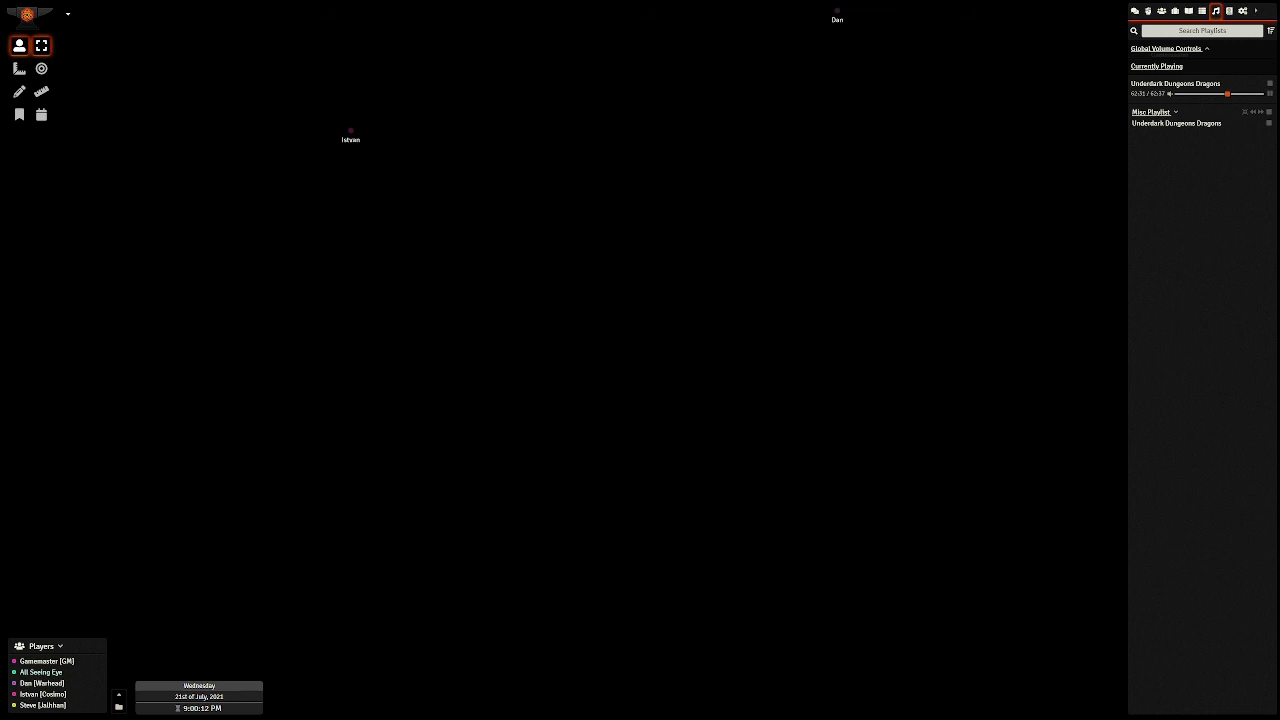 Dan
Istvan
Search Playlists
Global Volume Controls
Currently Playing
Underdark Dungeons Dragons
62:31 / 62:37
Misc Playlist
Underdark Dungeons Dragons
Players
Gamemaster [GM]
All Seeing Eye
Dan [Warhead]
Istvan [Cosimo]
Steve [Jalhhan]
Wednesday
21st of July, 2021
9:00:12 PM